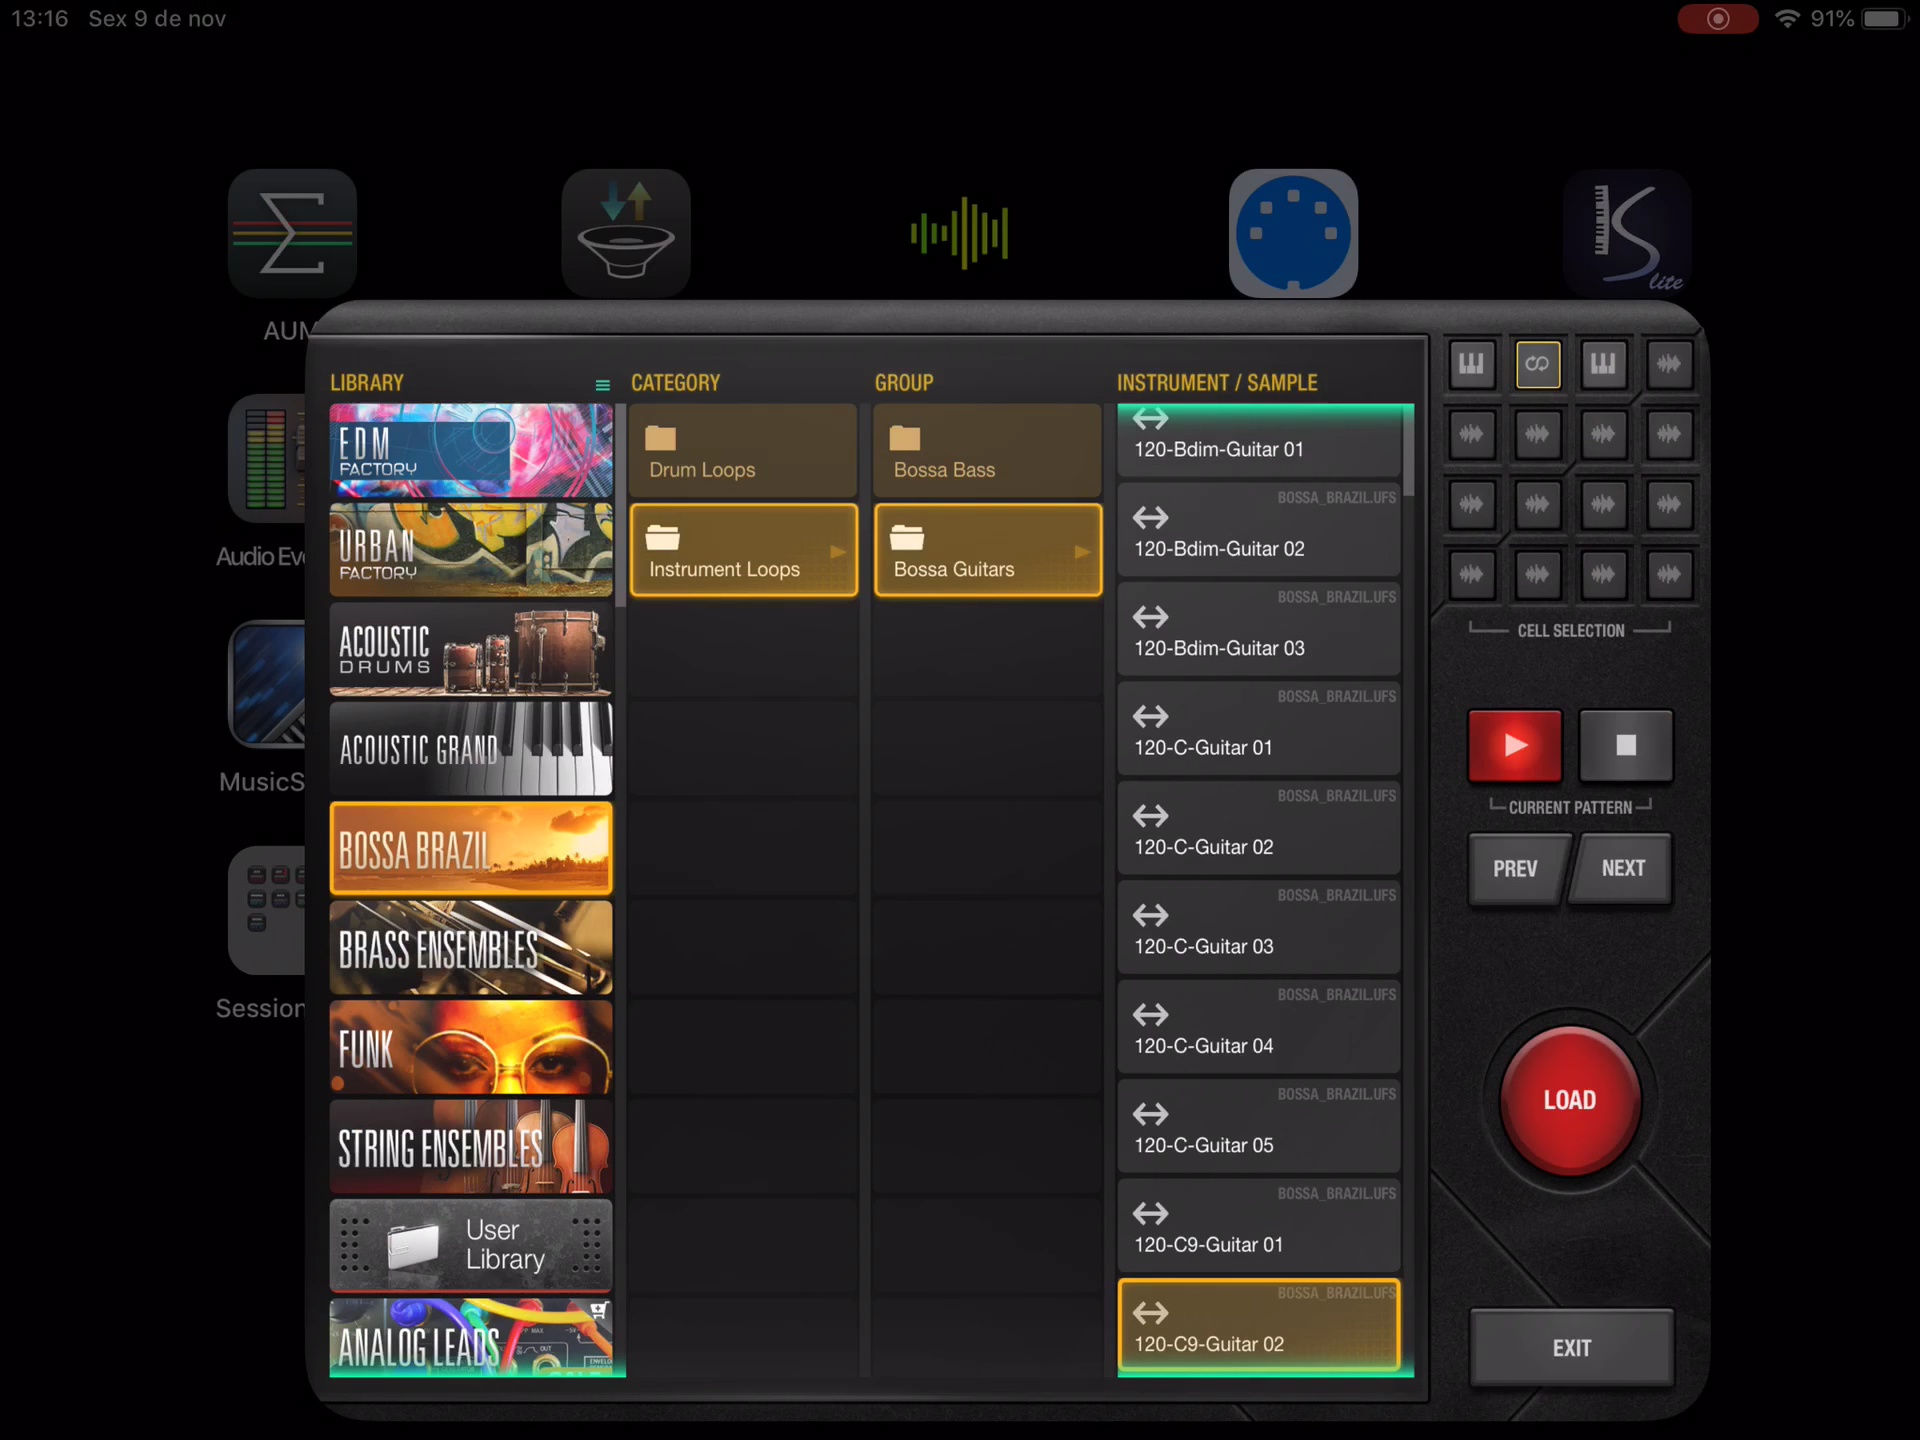 13:16 Sex 9 de nov
91%
lite
AUM
Audio Eve
MusicS
Session
LIBRARY
CATEGORY
GROUP
INSTRUMENT / SAMPLE
EDM
FACTORY
URBAN
FACTORY
ACOUSTIC
DRUMS
ACOUSTIC GRAND
BOSSA BRAZIL
BRASS ENSEMBLES
FUNK
STRING ENSEMBLES
User
Library
ANALOG LEADS
Drum Loops
Instrument Loops
Bossa Bass
Bossa Guitars
120-Bdim-Guitar 01
BOSSA_BRAZIL.UFS
120-Bdim-Guitar 02
BOSSA_BRAZIL.UFS
120-Bdim-Guitar 03
BOSSA_BRAZIL.UFS
120-C-Guitar 01
BOSSA_BRAZIL.UFS
120-C-Guitar 02
BOSSA_BRAZIL.UFS
120-C-Guitar 03
BOSSA_BRAZIL.UFS
120-C-Guitar 04
BOSSA_BRAZIL.UFS
120-C-Guitar 05
BOSSA_BRAZIL.UFS
120-C9-Guitar 01
BOSSA_BRAZIL.UFS
120-C9-Guitar 02
CELL SELECTION
CURRENT PATTERN
PREV
NEXT
LOAD
EXIT